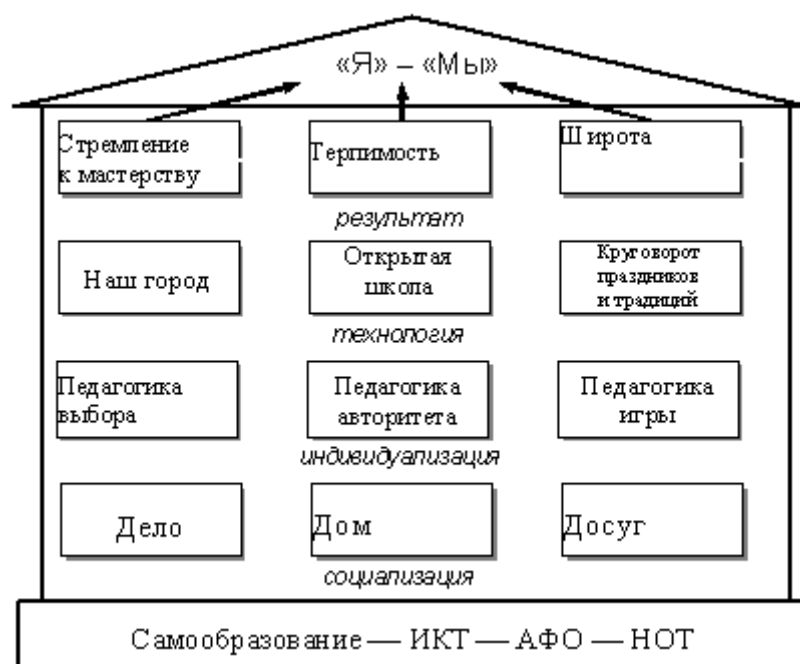 «Я» – «Мы»
Стремление
к мастерству
Терпимость
Широта
результат
Наш город
Открытая
школа
Круговорот
праздников
и традиций
технология
Педагогика
выбора
Педагогика
авторитета
Педагогика
игры
индивидуализация
Дело
Дом
Досуг
социализация
Самообразование — ИКТ — АФО — НОТ